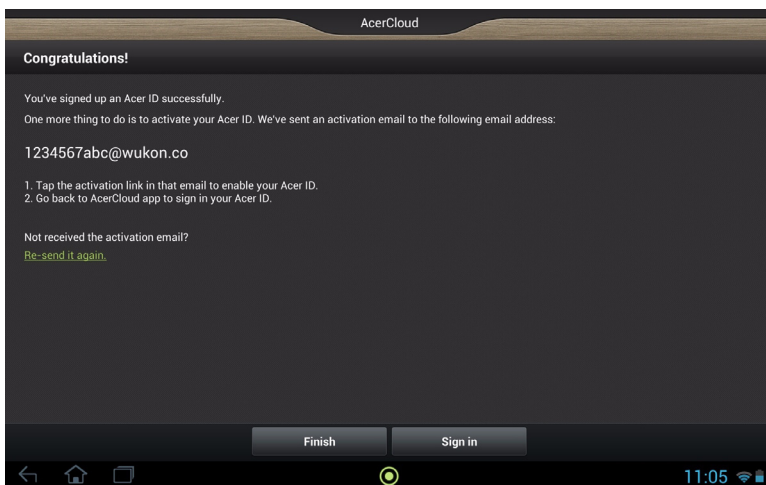 AcerCloud
Congratulations!
You've signed up an Acer ID successfully.
One more thing to do is to activate your Acer ID. We've sent an activation email to the following email address:
1234567abc@wukon.co
1. Tap the activation link in that email to enable your Acer ID.
2. Go back to AcerCloud app to sign in your Acer ID.
Not received the activation email?
Re-send it again.
Finish Sign in
11:05